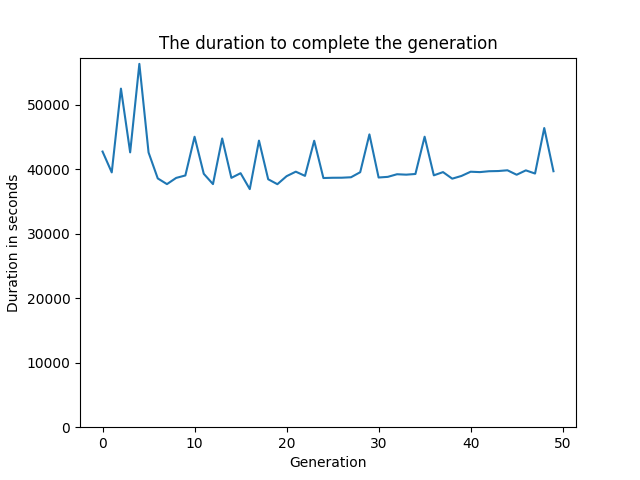 The duration to complete the generation
Duration in seconds
50000
40000
30000
20000
10000
0
0 10 20 30 40 50
Generation